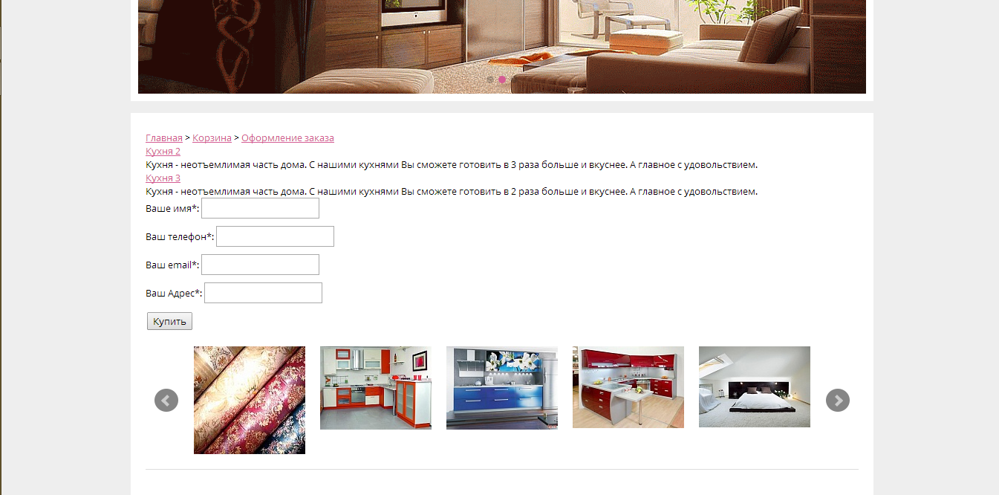 Главная > Корзина > Оформление заказа
Кухня 2
Кухня - неотъемлимая часть дома. С нашими кухнями Вы сможете готовить в 3 раза больше и вкуснее. А главное с удовольствием.
Кухня 3
Кухня - неотъемлимая часть дома. С нашими кухнями Вы сможете готовить в 2 раза больше и вкуснее. А главное с удовольствием.
Ваше имя*:
Ваш телефон*:
Ваш email*:
Ваш Адрес*:
Купить